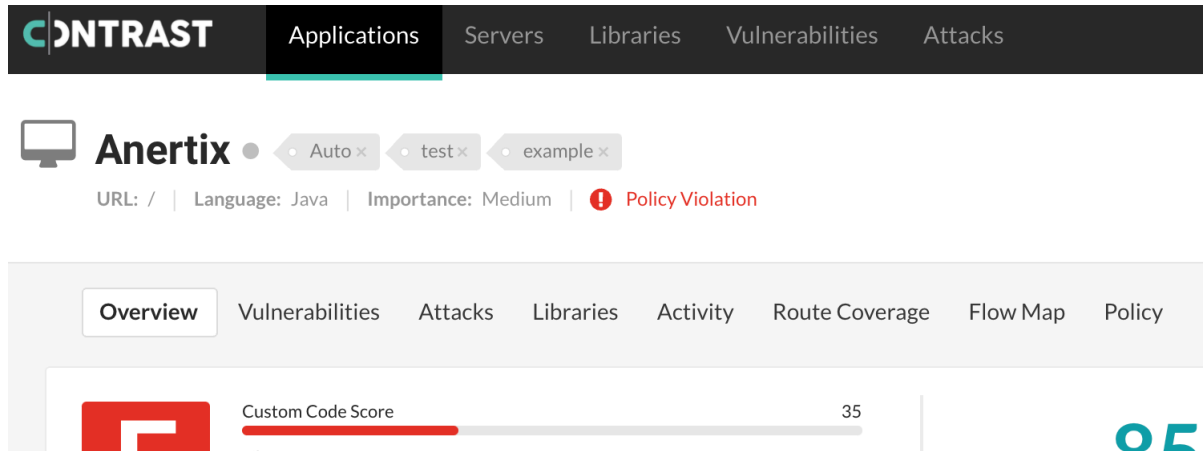 CONTRAST Applications Servers Libraries Vulnerabilities Attacks
Anertix Auto × test × example ×
URL: / | Language: Java | Importance: Medium | Policy Violation
Overview Vulnerabilities Attacks Libraries Activity Route Coverage Flow Map Policy
Custom Code Score 35